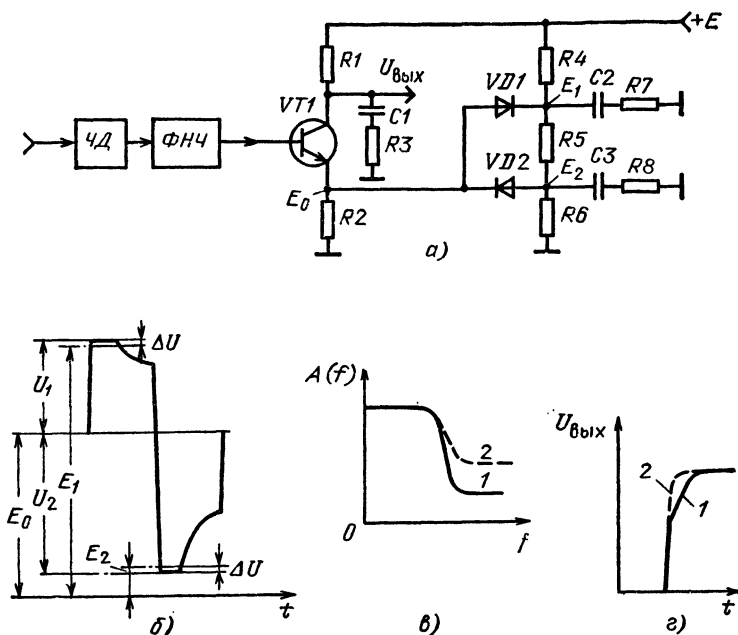 +E
R1
Uвых
R4
VD1
E₁
C2
R7
VT1
C1
ЧД
ФНЧ
R3
R5
VD2
E₂
C3
R8
E₀
R2
R6
а)
ΔU
U₁
E₁
U₂
E₀
E₂
ΔU
t
б)
A(f)
2
1
0
f
в)
Uвых
2
1
t
г)